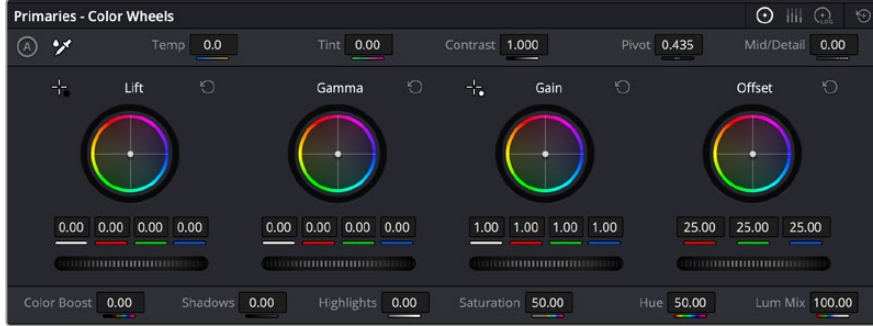 Primaries - Color Wheels
LOG
A
Temp 0.0 Tint 0.00 Contrast 1.000 Pivot 0.435 Mid/Detail 0.00
Lift Gamma Gain Offset
0.00 0.00 0.00 0.00 0.00 0.00 0.00 0.00 1.00 1.00 1.00 1.00 25.00 25.00 25.00
Color Boost 0.00 Shadows 0.00 Highlights 0.00 Saturation 50.00 Hue 50.00 Lum Mix 100.00